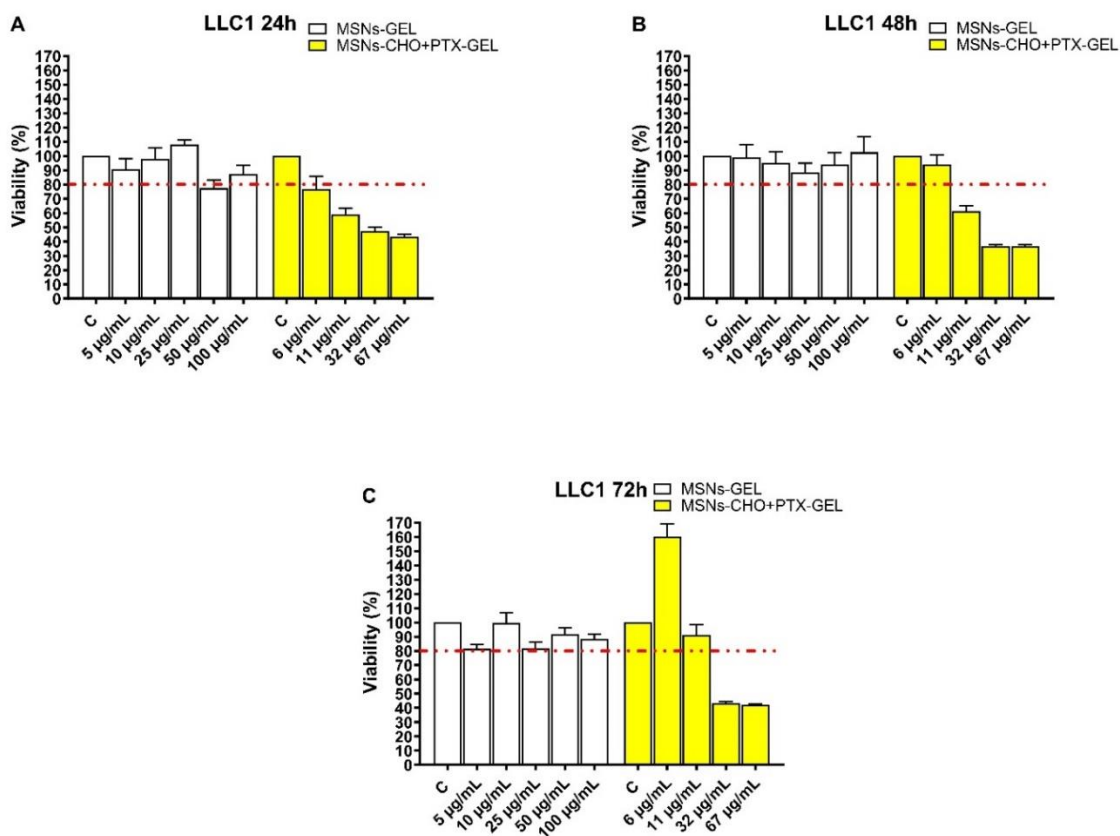 A
LLC1 24h
MSNs-GEL
MSNs-CHO+PTX-GEL
Viability (%)
170
160
150
140
130
120
110
100
90
80
70
60
50
40
30
20
10
0
C
5 µg/mL
10 µg/mL
25 µg/mL
50 µg/mL
100 µg/mL
C
6 µg/mL
11 µg/mL
32 µg/mL
67 µg/mL
B
LLC1 48h
MSNs-GEL
MSNs-CHO+PTX-GEL
Viability (%)
170
160
150
140
130
120
110
100
90
80
70
60
50
40
30
20
10
0
C
5 µg/mL
10 µg/mL
25 µg/mL
50 µg/mL
100 µg/mL
C
6 µg/mL
11 µg/mL
32 µg/mL
67 µg/mL
C
LLC1 72h
MSNs-GEL
MSNs-CHO+PTX-GEL
Viability (%)
170
160
150
140
130
120
110
100
90
80
70
60
50
40
30
20
10
0
C
5 µg/mL
10 µg/mL
25 µg/mL
50 µg/mL
100 µg/mL
C
6 µg/mL
11 µg/mL
32 µg/mL
67 µg/mL